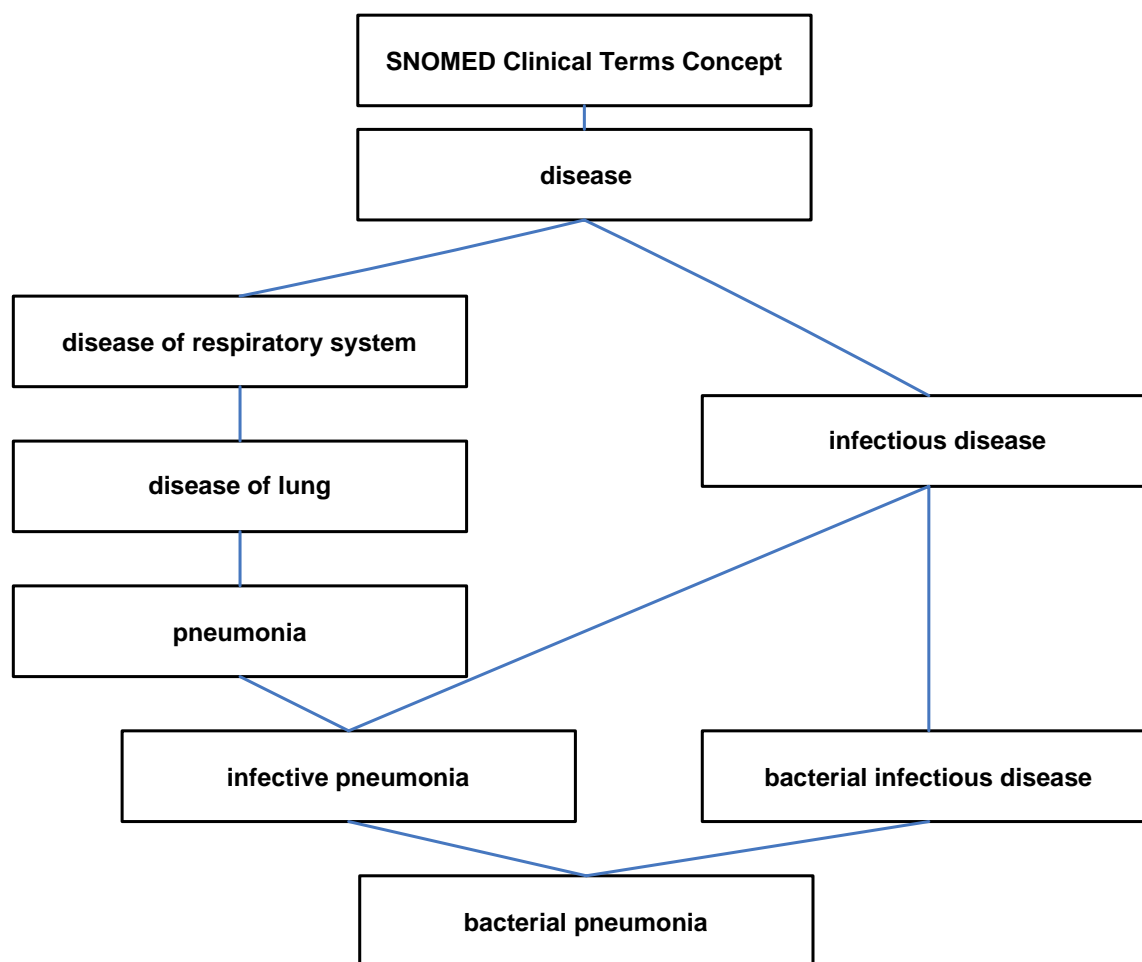 SNOMED Clinical Terms Concept
disease
disease of respiratory system
infectious disease
disease of lung
pneumonia
infective pneumonia
bacterial infectious disease
bacterial pneumonia